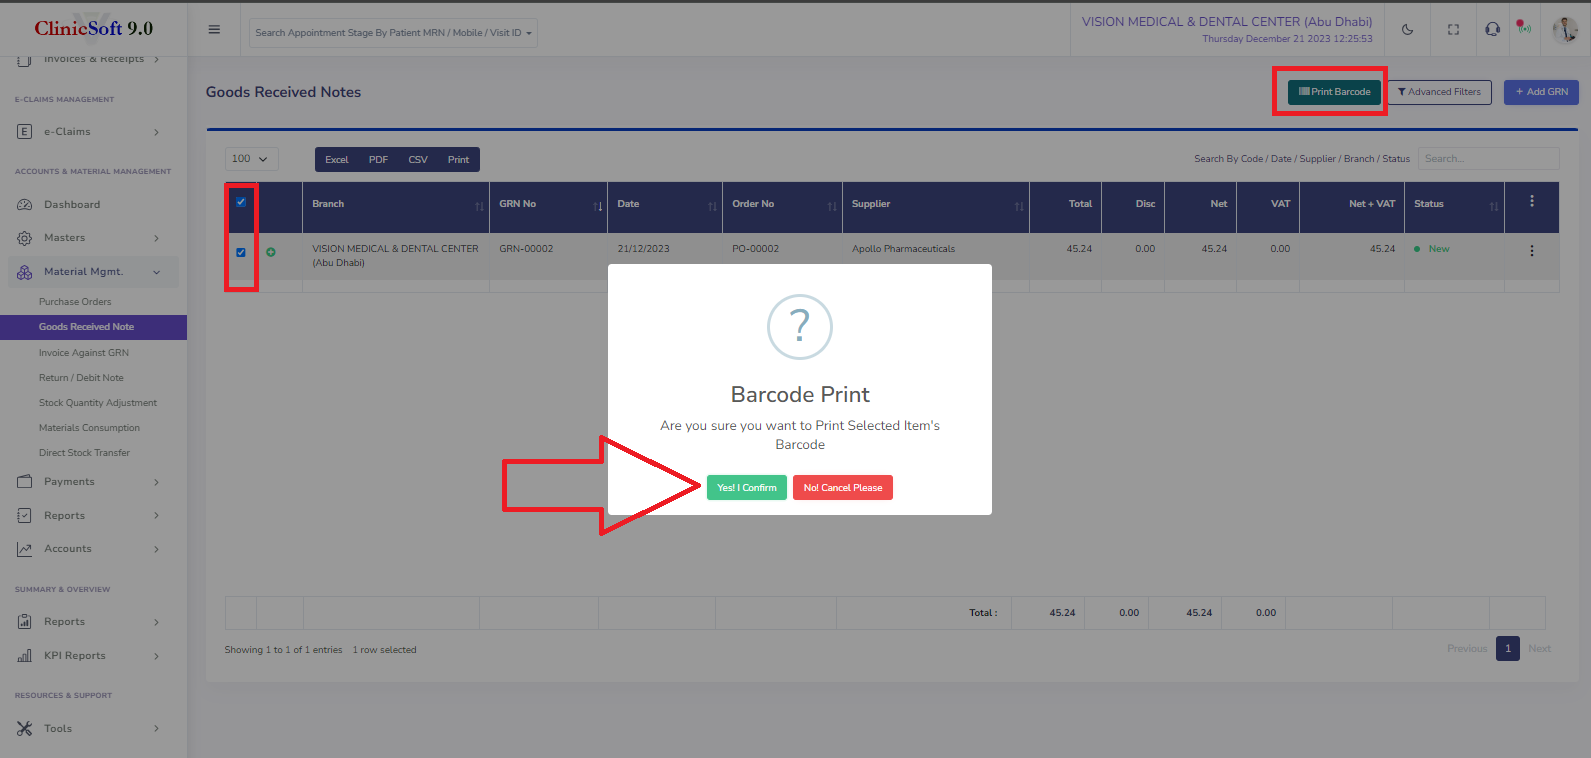 ClinicSoft 9.0
Search Appointment Stage By Patient MRN / Mobile / Visit ID
VISION MEDICAL & DENTAL CENTER (Abu Dhabi)
Thursday December 21 2023 12:25:53
Invoices & Receipts
E-CLAIMS MANAGEMENT
E e-Claims
ACCOUNTS & MATERIAL MANAGEMENT
Dashboard
Masters
Material Mgmt.
Purchase Orders
Goods Received Note
Invoice Against GRN
Return / Debit Note
Stock Quantity Adjustment
Materials Consumption
Direct Stock Transfer
Payments
Reports
Accounts
SUMMARY & OVERVIEW
Reports
KPI Reports
RESOURCES & SUPPORT
Tools
Goods Received Notes
Print Barcode
Advanced Filters
+ Add GRN
100
Excel PDF CSV Print
Search By Code / Date / Supplier / Branch / Status
Search...
Branch GRN No Date Order No Supplier Total Disc Net VAT Net + VAT Status
VISION MEDICAL & DENTAL CENTER GRN-00002 21/12/2023 PO-00002 Apollo Pharmaceuticals 45.24 0.00 45.24 0.00 45.24 New
(Abu Dhabi)
?
Barcode Print
Are you sure you want to Print Selected Item's
Barcode
Yes! I Confirm
No! Cancel Please
Total : 45.24 0.00 45.24 0.00
Showing 1 to 1 of 1 entries 1 row selected
Previous 1 Next